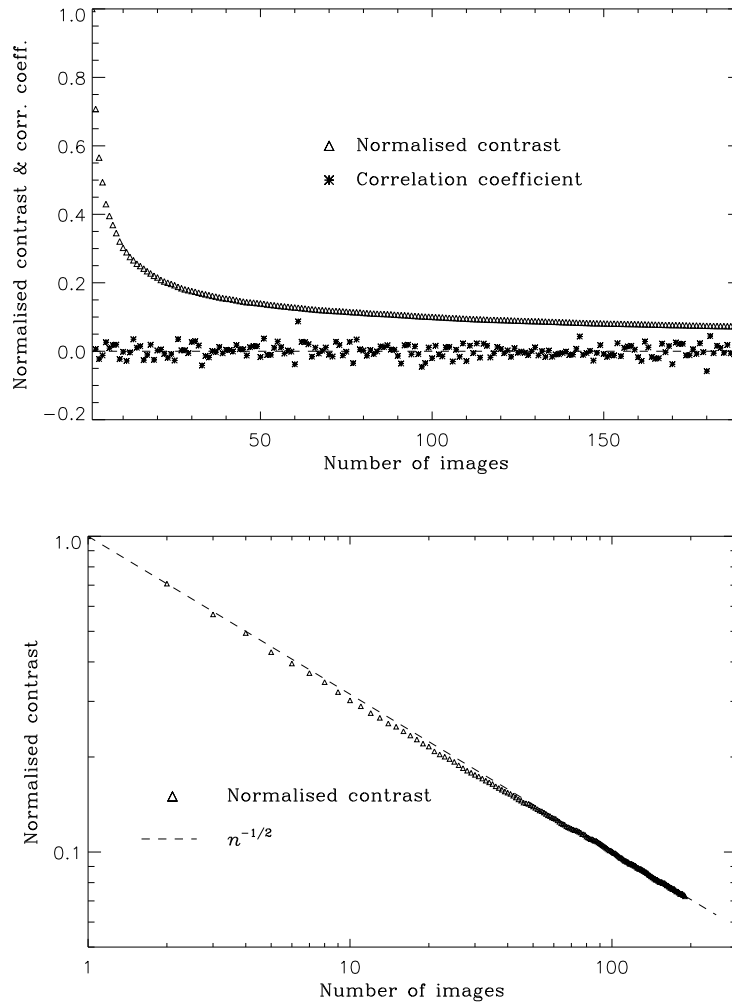 Normalised contrast & corr. coeff.
1.0
0.8
0.6
0.4
0.2
0.0
−0.2
Normalised contrast
Correlation coefficient
50
100
150
Number of images
Normalised contrast
1.0
0.1
Normalised contrast
n^{−1/2}
1
10
100
Number of images